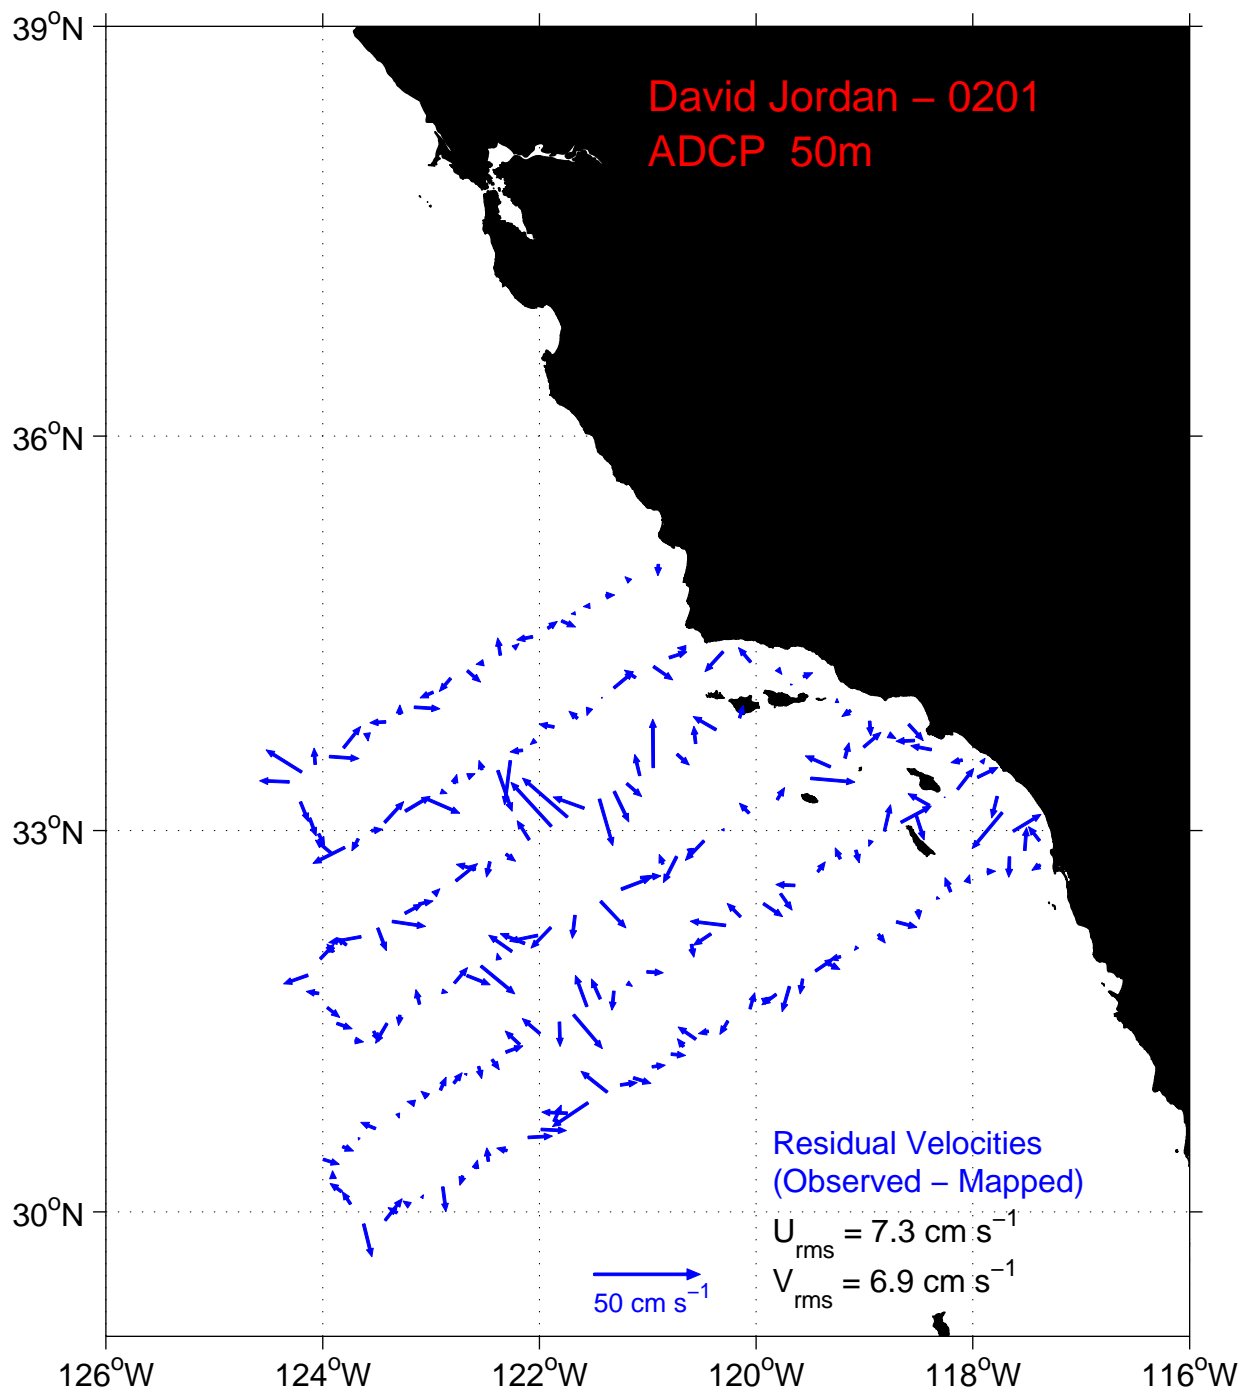 39°N
David Jordan – 0201
ADCP 50m
36°N
33°N
Residual Velocities
(Observed – Mapped)
30°N
U_rms = 7.3 cm s⁻¹
50 cm s⁻¹
V_rms = 6.9 cm s⁻¹
126°W 124°W 122°W 120°W 118°W 116°W